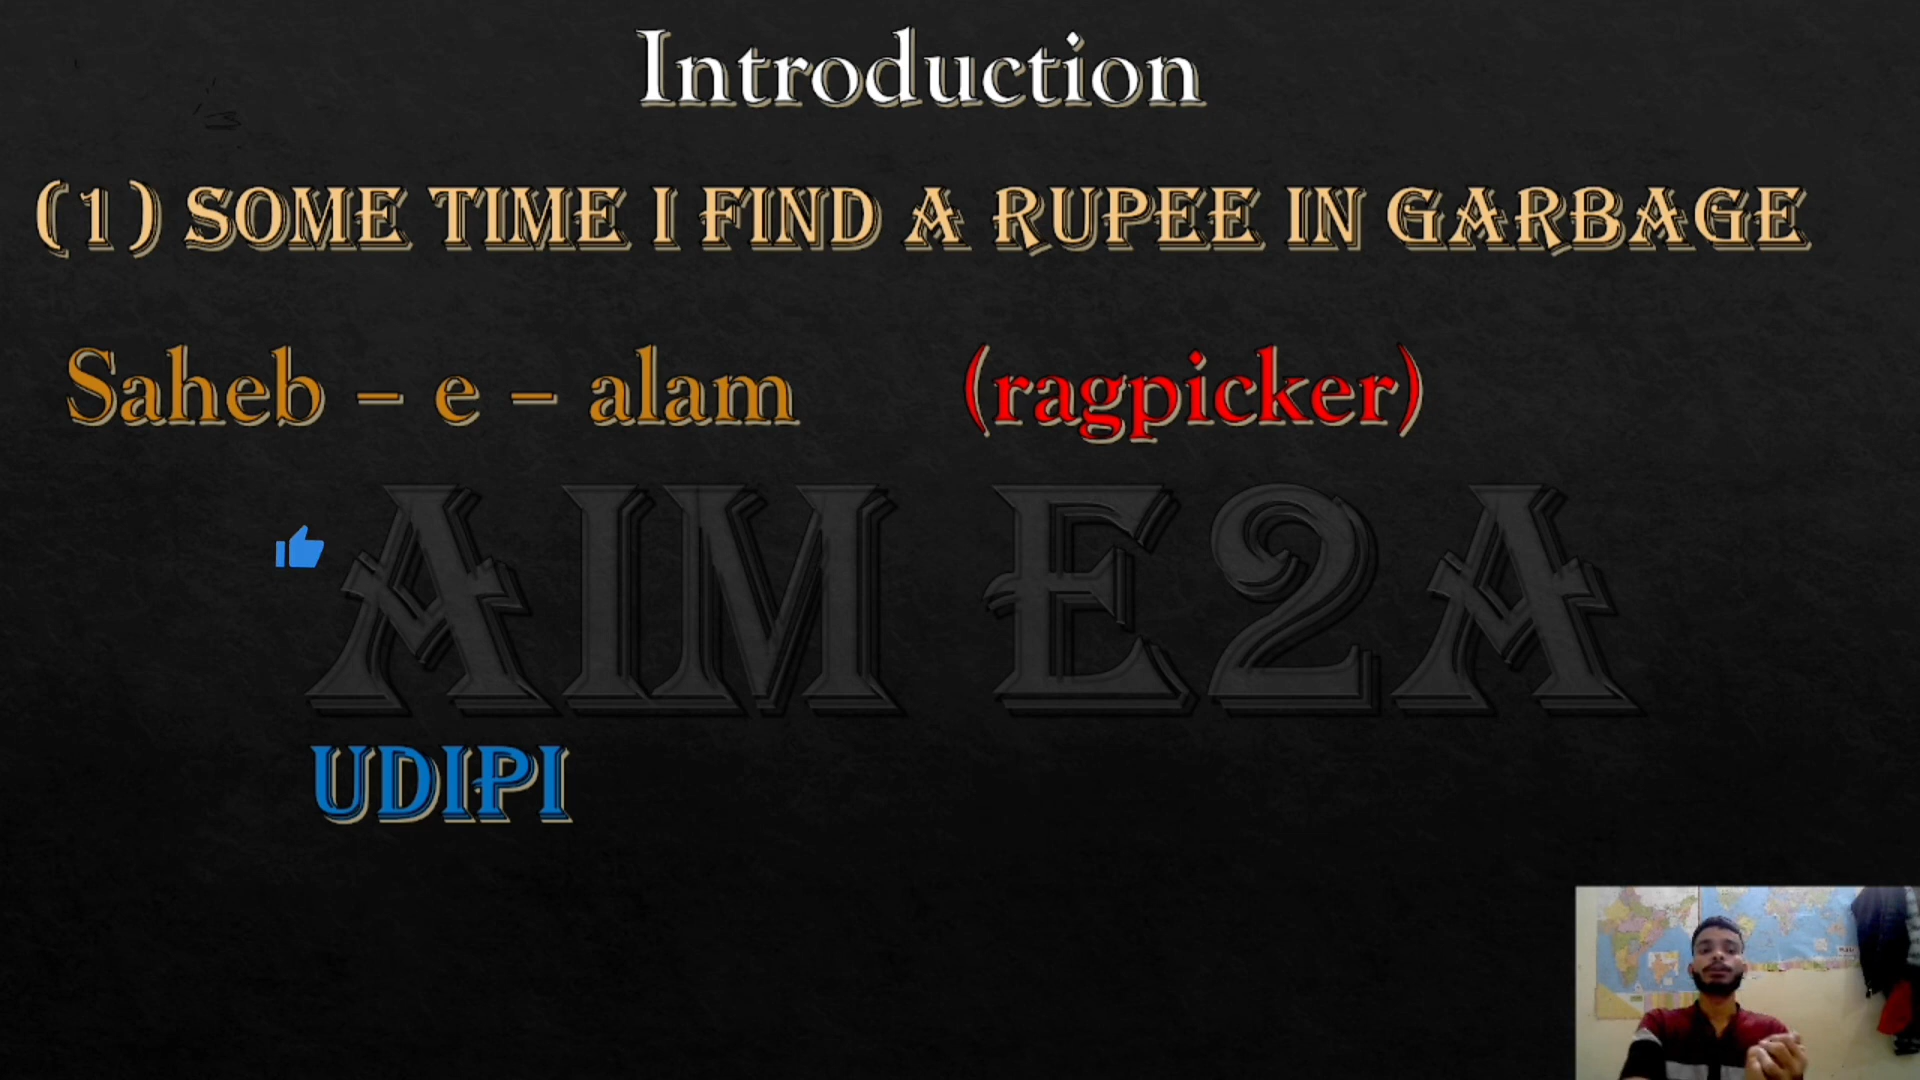 Introduction
(1) SOME TIME I FIND A RUPEE IN GARBAGE
Saheb – e – alam (ragpicker)
AIM E2A
UDIPI